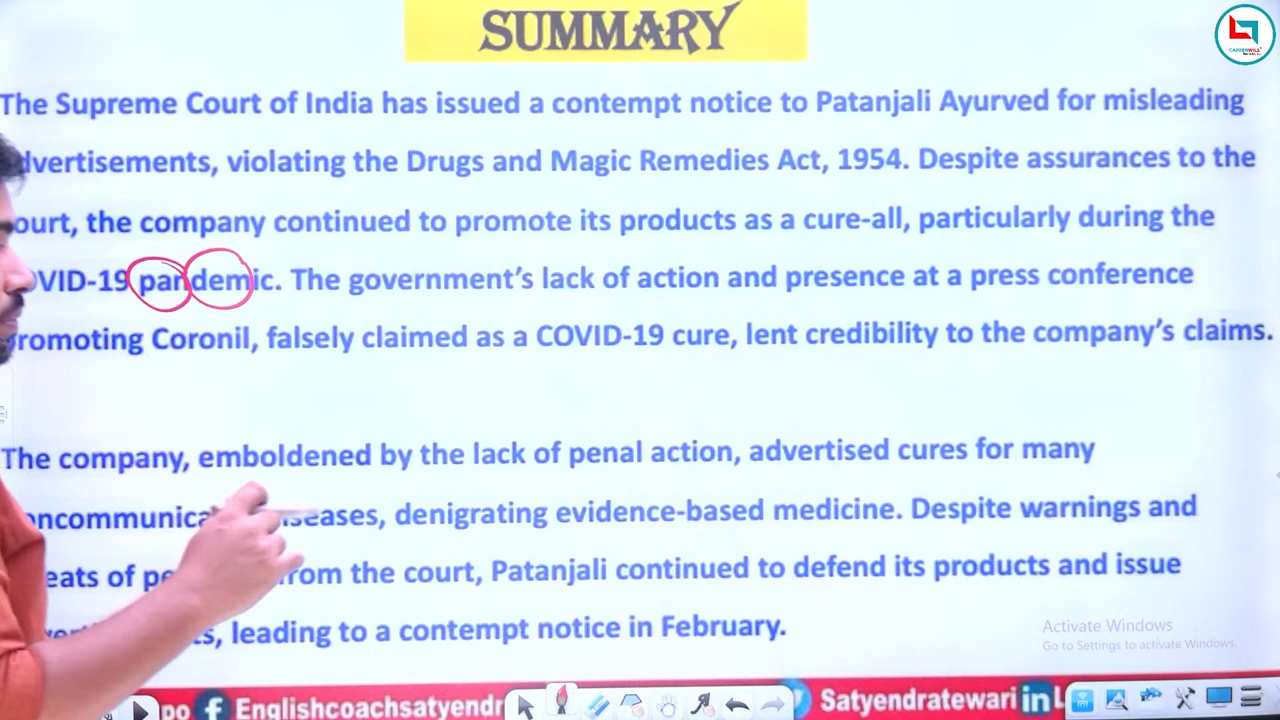 SUMMARY
CAREERWILL
The Supreme Court of India has issued a contempt notice to Patanjali Ayurved for misleading
dvertisements, violating the Drugs and Magic Remedies Act, 1954. Despite assurances to the
ourt, the company continued to promote its products as a cure-all, particularly during the
OVID-19 pandemic. The government's lack of action and presence at a press conference
romoting Coronil, falsely claimed as a COVID-19 cure, lent credibility to the company's claims.
The company, emboldened by the lack of penal action, advertised cures for many
oncommunica seases, denigrating evidence-based medicine. Despite warnings and
eats of pe from the court, Patanjali continued to defend its products and issue
ts, leading to a contempt notice in February.
Activate Windows
Go to Settings to activate Windows.
po Englishcoachsatyendr Satyendratewari in L